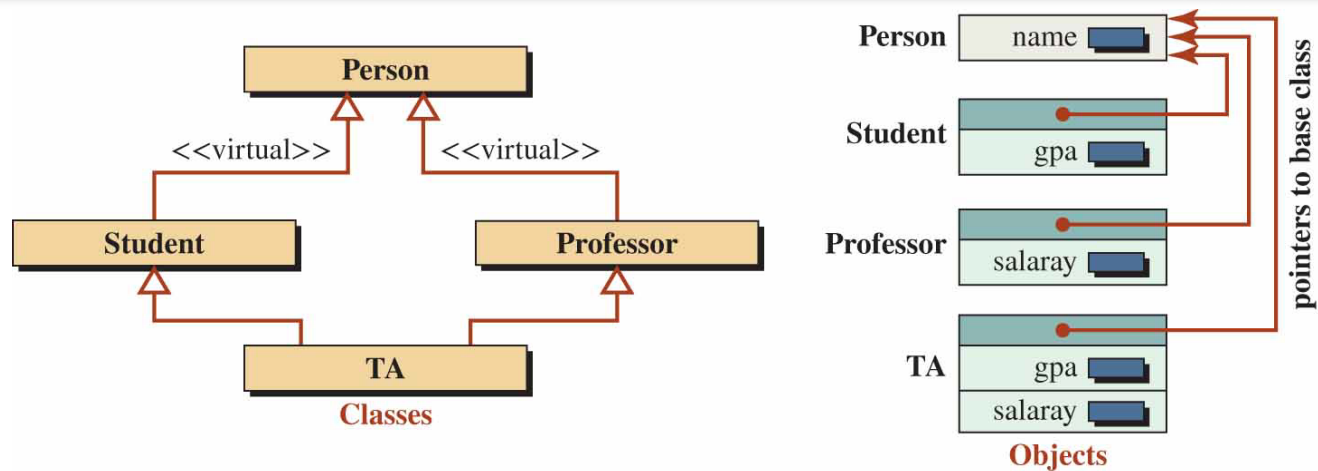 Person
<<virtual>> <<virtual>>
Student Professor
TA
Classes
Person name
Student
gpa
Professor
salaray
TA
gpa
salaray
Objects
pointers to base class